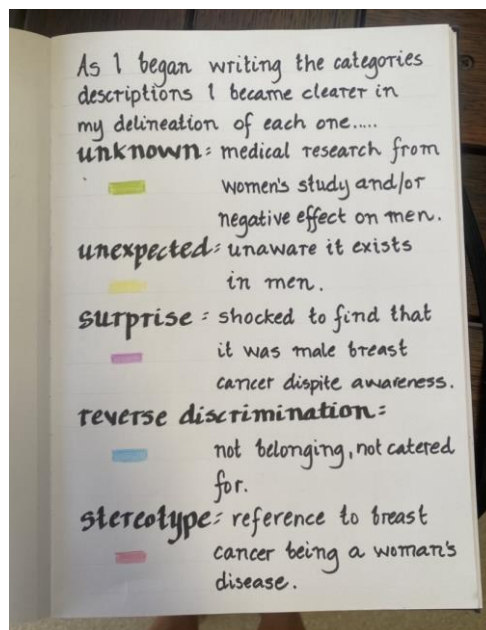 As I began writing the categories
descriptions I became clearer in
my delineation of each one.....
unknown: medical research from
women's study and/or
negative effect on men.
unexpected: unaware it exists
in men.
surprise: shocked to find that
it was male breast
cancer dispite awareness.
reverse discrimination:
not belonging, not catered
for.
stereotype: reference to breast
cancer being a woman's
disease.